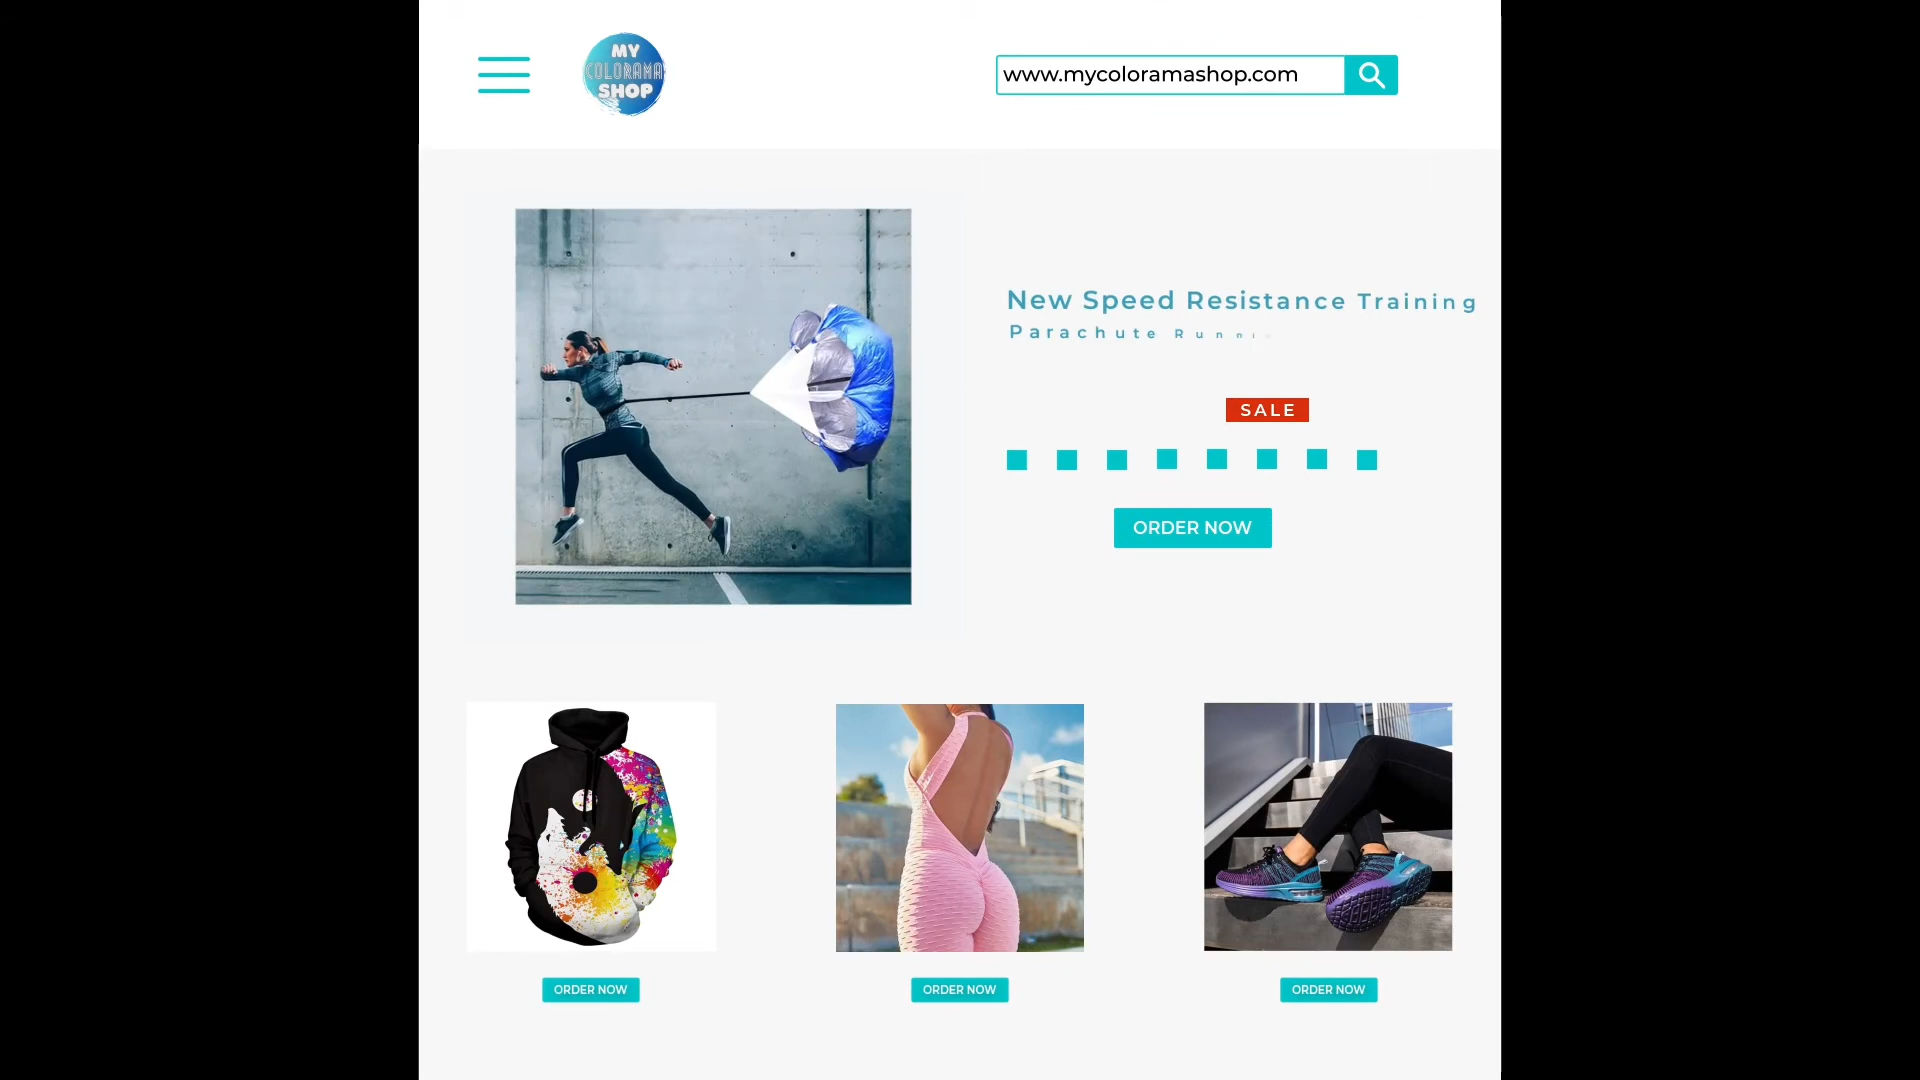 MY
COLORAMA
SHOP
www.mycoloramashop.com
New Speed Resistance Training
Parachute Runni
SALE
ORDER NOW
ORDER NOW
ORDER NOW
ORDER NOW